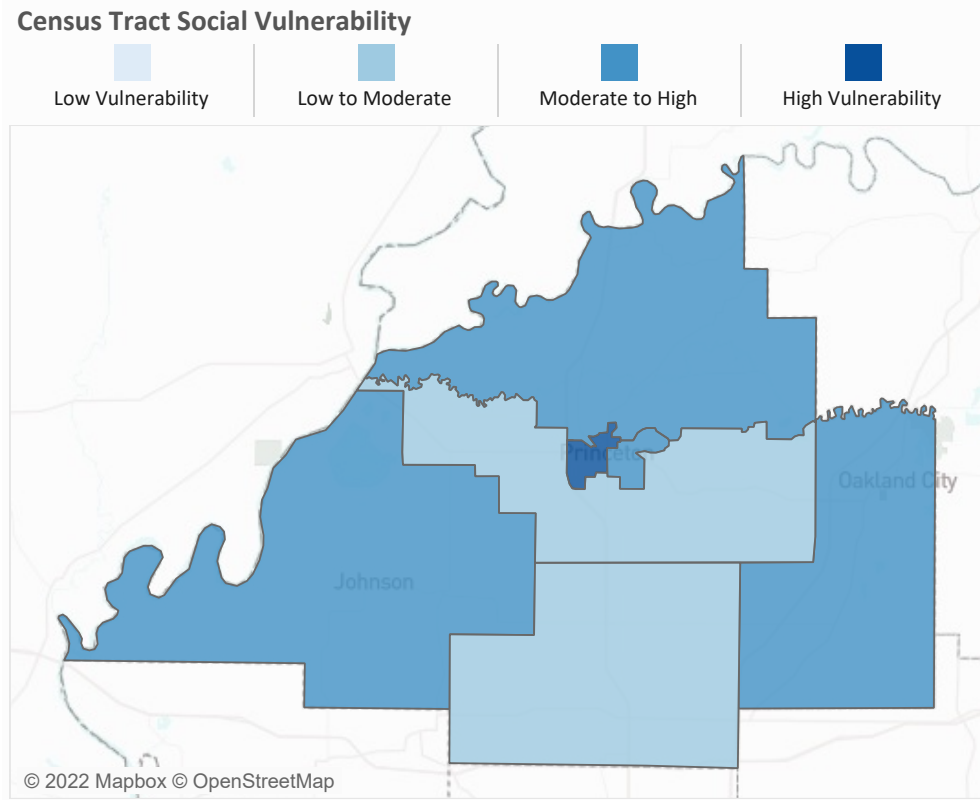 Census Tract Social Vulnerability
Low Vulnerability
Low to Moderate
Moderate to High
High Vulnerability
Princeton
Oakland City
Johnson
© 2022 Mapbox © OpenStreetMap